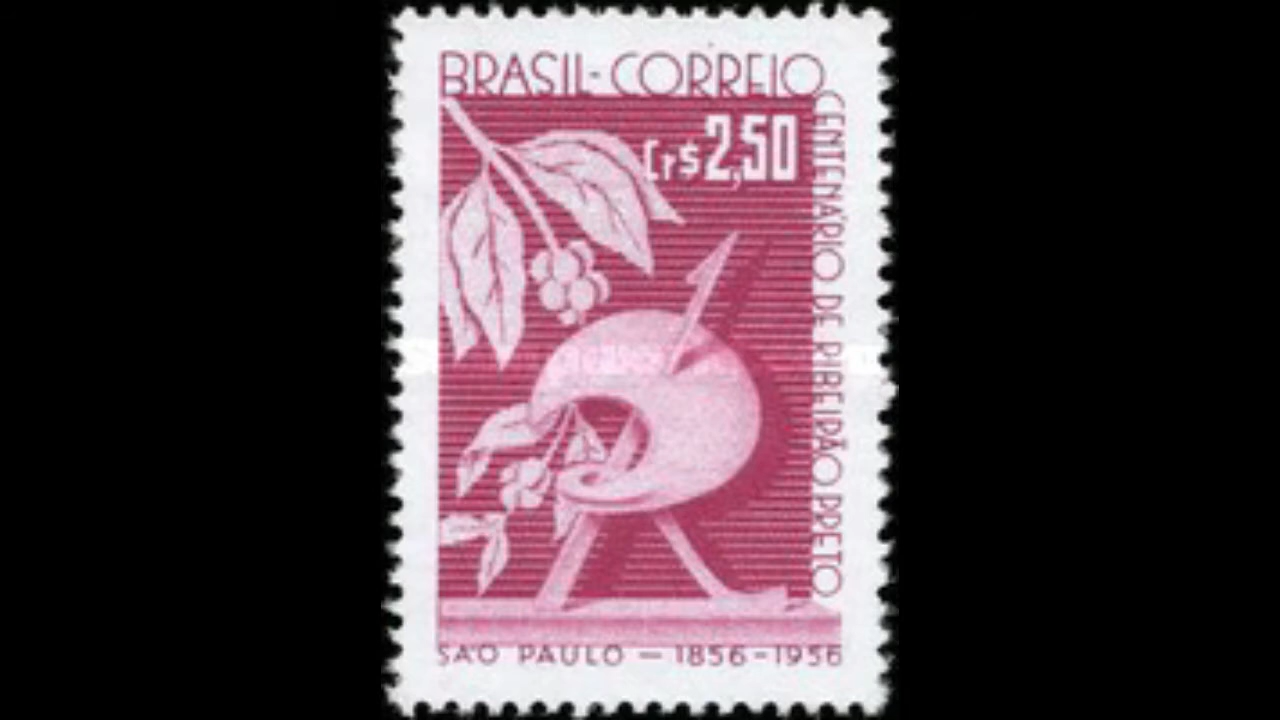 BRASIL-CORREIO
Cr$2,50
CENTENÁRIO DE RIBEIRÃO PRETO
SÃO PAULO — 1856-1956